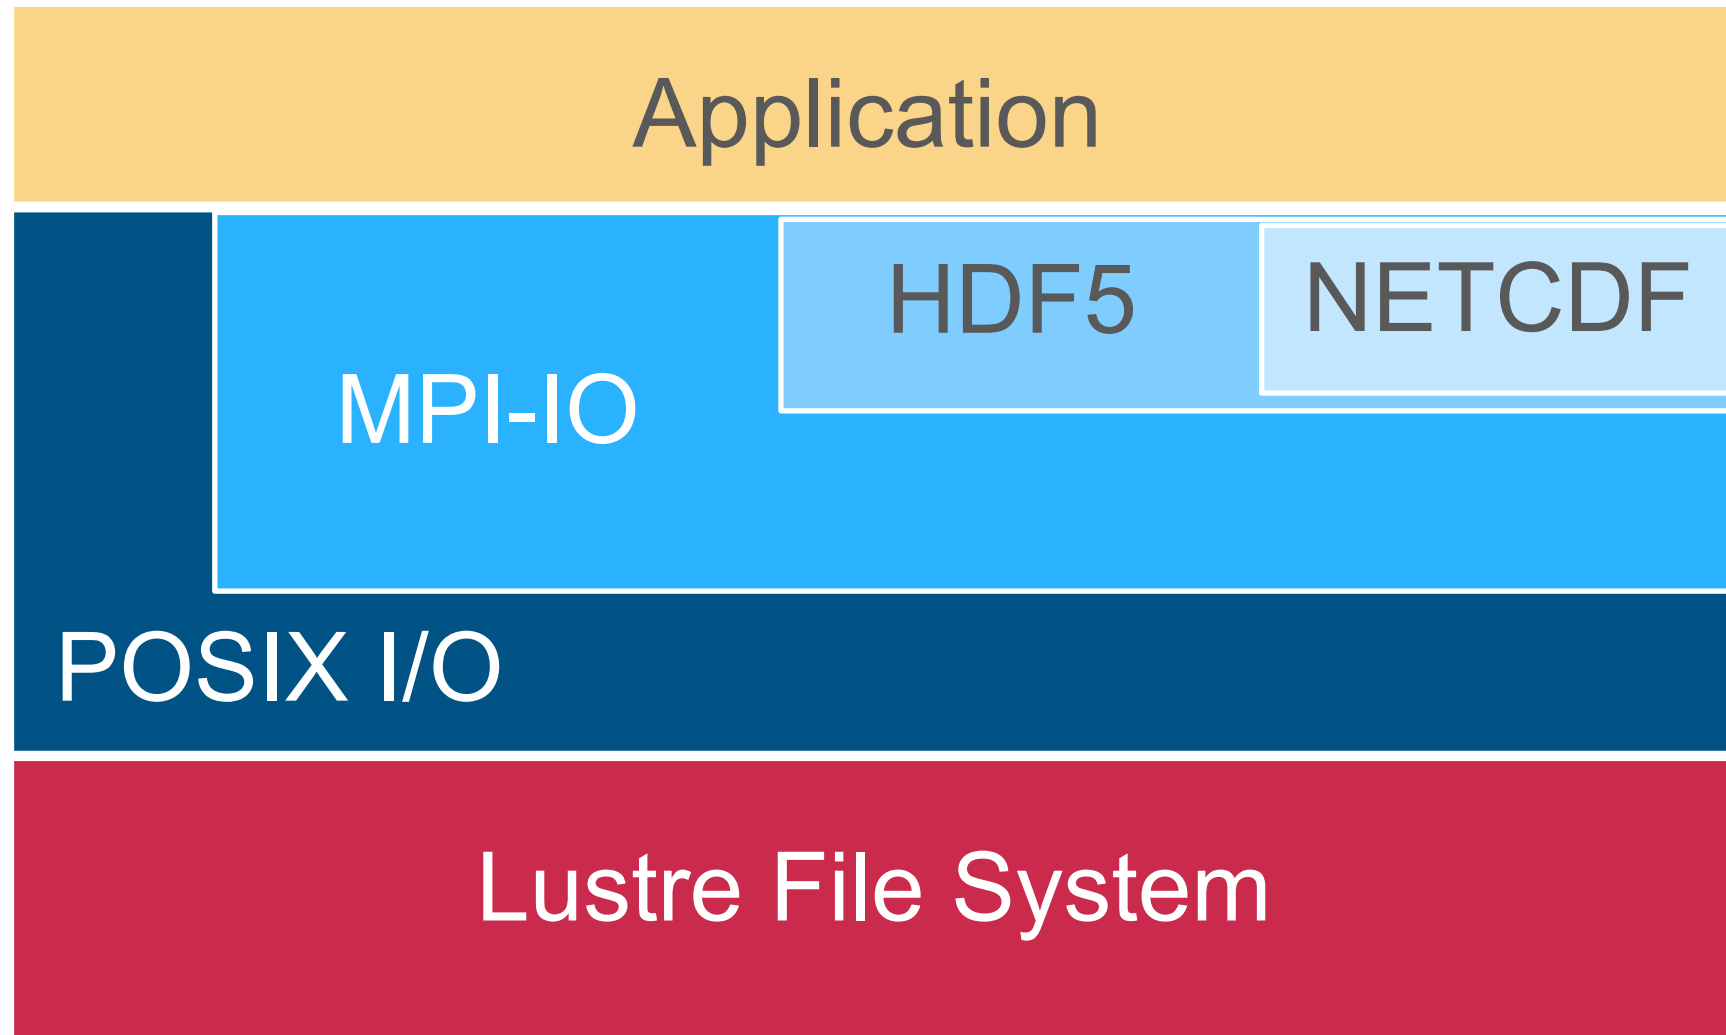 Application
HDF5
NETCDF
MPI-IO
POSIX I/O
Lustre File System